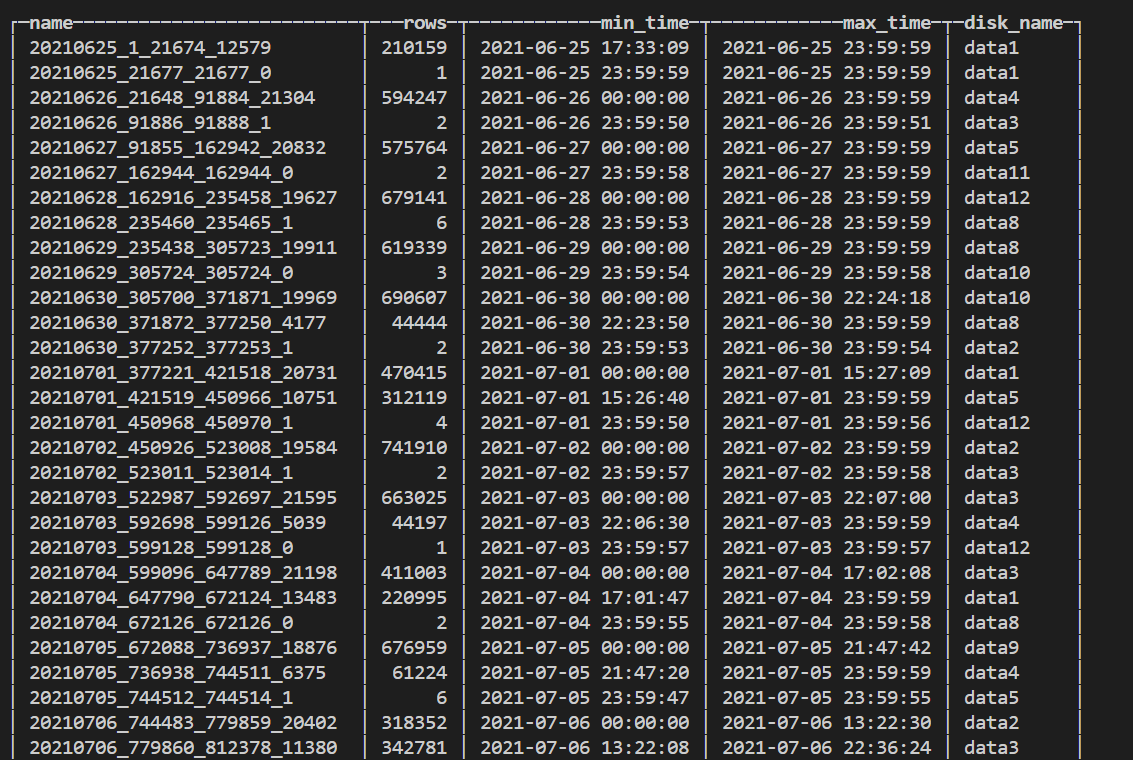 name rows min_time max_time disk_name
20210625_1_21674_12579 210159 2021-06-25 17:33:09 2021-06-25 23:59:59 data1
20210625_21677_21677_0 1 2021-06-25 23:59:59 2021-06-25 23:59:59 data1
20210626_21648_91884_21304 594247 2021-06-26 00:00:00 2021-06-26 23:59:59 data4
20210626_91886_91888_1 2 2021-06-26 23:59:50 2021-06-26 23:59:51 data3
20210627_91855_162942_20832 575764 2021-06-27 00:00:00 2021-06-27 23:59:59 data5
20210627_162944_162944_0 2 2021-06-27 23:59:58 2021-06-27 23:59:59 data11
20210628_162916_235458_19627 679141 2021-06-28 00:00:00 2021-06-28 23:59:59 data12
20210628_235460_235465_1 6 2021-06-28 23:59:53 2021-06-28 23:59:59 data8
20210629_235438_305723_19911 619339 2021-06-29 00:00:00 2021-06-29 23:59:59 data8
20210629_305724_305724_0 3 2021-06-29 23:59:54 2021-06-29 23:59:58 data10
20210630_305700_371871_19969 690607 2021-06-30 00:00:00 2021-06-30 22:24:18 data10
20210630_371872_377250_4177 44444 2021-06-30 22:23:50 2021-06-30 23:59:59 data8
20210630_377252_377253_1 2 2021-06-30 23:59:53 2021-06-30 23:59:54 data2
20210701_377221_421518_20731 470415 2021-07-01 00:00:00 2021-07-01 15:27:09 data1
20210701_421519_450966_10751 312119 2021-07-01 15:26:40 2021-07-01 23:59:59 data5
20210701_450968_450970_1 4 2021-07-01 23:59:50 2021-07-01 23:59:56 data12
20210702_450926_523008_19584 741910 2021-07-02 00:00:00 2021-07-02 23:59:59 data2
20210702_523011_523014_1 2 2021-07-02 23:59:57 2021-07-02 23:59:58 data3
20210703_522987_592697_21595 663025 2021-07-03 00:00:00 2021-07-03 22:07:00 data3
20210703_592698_599126_5039 44197 2021-07-03 22:06:30 2021-07-03 23:59:59 data4
20210703_599128_599128_0 1 2021-07-03 23:59:57 2021-07-03 23:59:57 data12
20210704_599096_647789_21198 411003 2021-07-04 00:00:00 2021-07-04 17:02:08 data3
20210704_647790_672124_13483 220995 2021-07-04 17:01:47 2021-07-04 23:59:59 data1
20210704_672126_672126_0 2 2021-07-04 23:59:55 2021-07-04 23:59:58 data8
20210705_672088_736937_18876 676959 2021-07-05 00:00:00 2021-07-05 21:47:42 data9
20210705_736938_744511_6375 61224 2021-07-05 21:47:20 2021-07-05 23:59:59 data4
20210705_744512_744514_1 6 2021-07-05 23:59:47 2021-07-05 23:59:55 data5
20210706_744483_779859_20402 318352 2021-07-06 00:00:00 2021-07-06 13:22:30 data2
20210706_779860_812378_11380 342781 2021-07-06 13:22:08 2021-07-06 22:36:24 data3